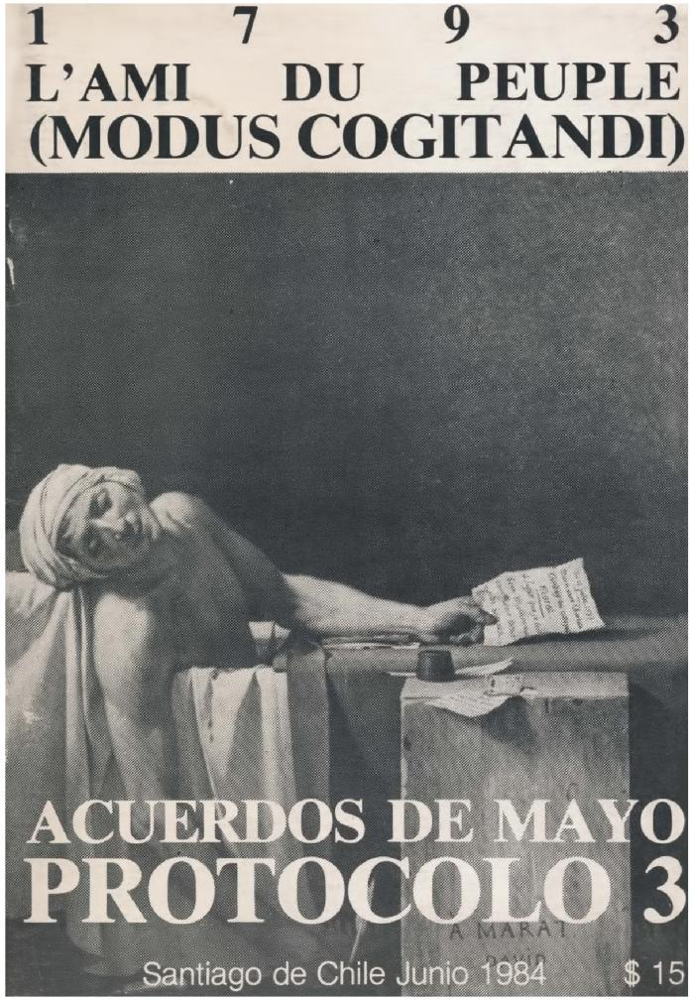 1 7 9 3
L'AMI DU PEUPLE
(MODUS COGITANDI)
ACUERDOS DE MAYO
PROTOCOLO 3
À MARAT
DAVID
Santiago de Chile Junio 1984 $ 15